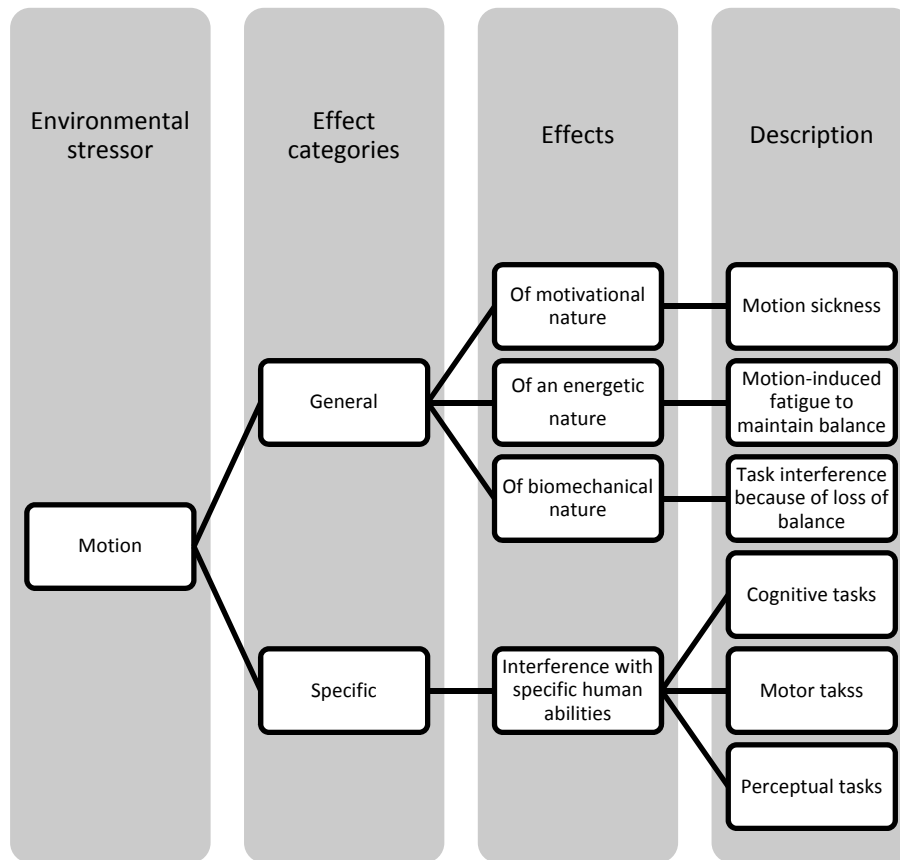 Environmental
stressor
Effect
categories
Effects
Description
Of motivational
nature
Motion sickness
General
Of an energetic
nature
Motion-induced
fatigue to
maintain balance
Of biomechanical
nature
Task interference
because of loss of
balance
Motion
Specific
Interference with
specific human
abilities
Cognitive tasks
Motor takss
Perceptual tasks